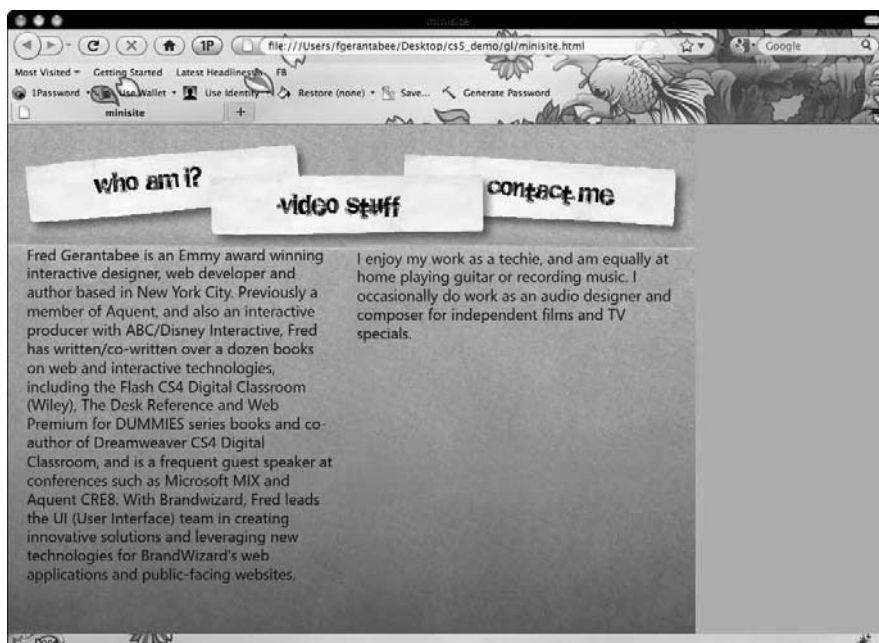 minisite
1P file:///Users/fgerantabee/Desktop/cs5_demo/gl/minisite.html Google
Most Visited Getting Started Latest Headlines FB
1Password Use Wallet Use Identity Restore (none) Save... Generate Password
minisite +
who am i?
video stuff
contact me
Fred Gerantabee is an Emmy award winning
interactive designer, web developer and
author based in New York City. Previously a
member of Aquent, and also an interactive
producer with ABC/Disney Interactive, Fred
has written/co-written over a dozen books
on web and interactive technologies,
including the Flash CS4 Digital Classroom
(Wiley), The Desk Reference and Web
Premium for DUMMIES series books and co-
author of Dreamweaver CS4 Digital
Classroom, and is a frequent guest speaker at
conferences such as Microsoft MIX and
Aquent CRE8. With Brandwizard, Fred leads
the UI (User Interface) team in creating
innovative solutions and leveraging new
technologies for BrandWizard's web
applications and public-facing websites.
I enjoy my work as a techie, and am equally at
home playing guitar or recording music. I
occasionally do work as an audio designer and
composer for independent films and TV
specials.
Done